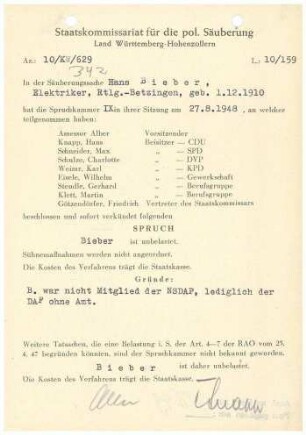 Staatskommissariat für die pol. Säuberung
Land Württemberg-Hohenzollern
Az: 10/KW/629 L: 10/159
342
In der Säuberungssache Hans Bieber,
Elektriker, Rtlg.-Betzingen, geb. 1.12.1910
hat die Spruchkammer IX in ihrer Sitzung am 27.8.1948, an welcher
teilgenommen haben:
Assessor Alber Vorsitzender
Knapp, Hans Beisitzer — CDU
Schneider, Max „ — SPD
Schulze, Charlotte „ — DVP
Weimer, Karl „ — KPD
Eisele, Wilhelm „ — Gewerkschaft
Steudle, Gerhard „ — Berufsgruppe
Klett, Martin „ — Berufsgruppe
Götzendörfer, Friedrich Vertreter des Staatskommissars
beschlossen und sofort verkündet folgenden
SPRUCH
Bieber ist unbelastet.
Sühnemaßnahmen werden nicht angeordnet.
Die Kosten des Verfahrens trägt die Staatskasse.
Gründe:
B. war nicht Mitglied der NSDAP, lediglich der
DAF ohne Amt.
Weitere Tatsachen, die eine Belastung i. S. der Art. 4—7 der RAO vom 25.
4. 47 begründen könnten, sind der Spruchkammer nicht bekannt geworden.
Bieber ist daher unbelastet.
Die Kosten des Verfahrens trägt die Staatskasse.